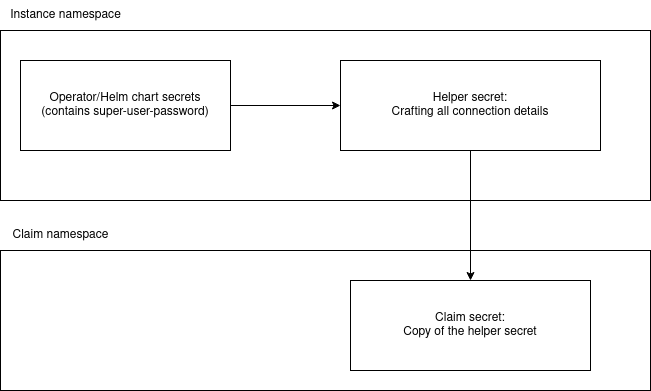 Instance namespace
Operator/Helm chart secrets
(contains super-user-password)
Helper secret:
Crafting all connection details
Claim namespace
Claim secret:
Copy of the helper secret